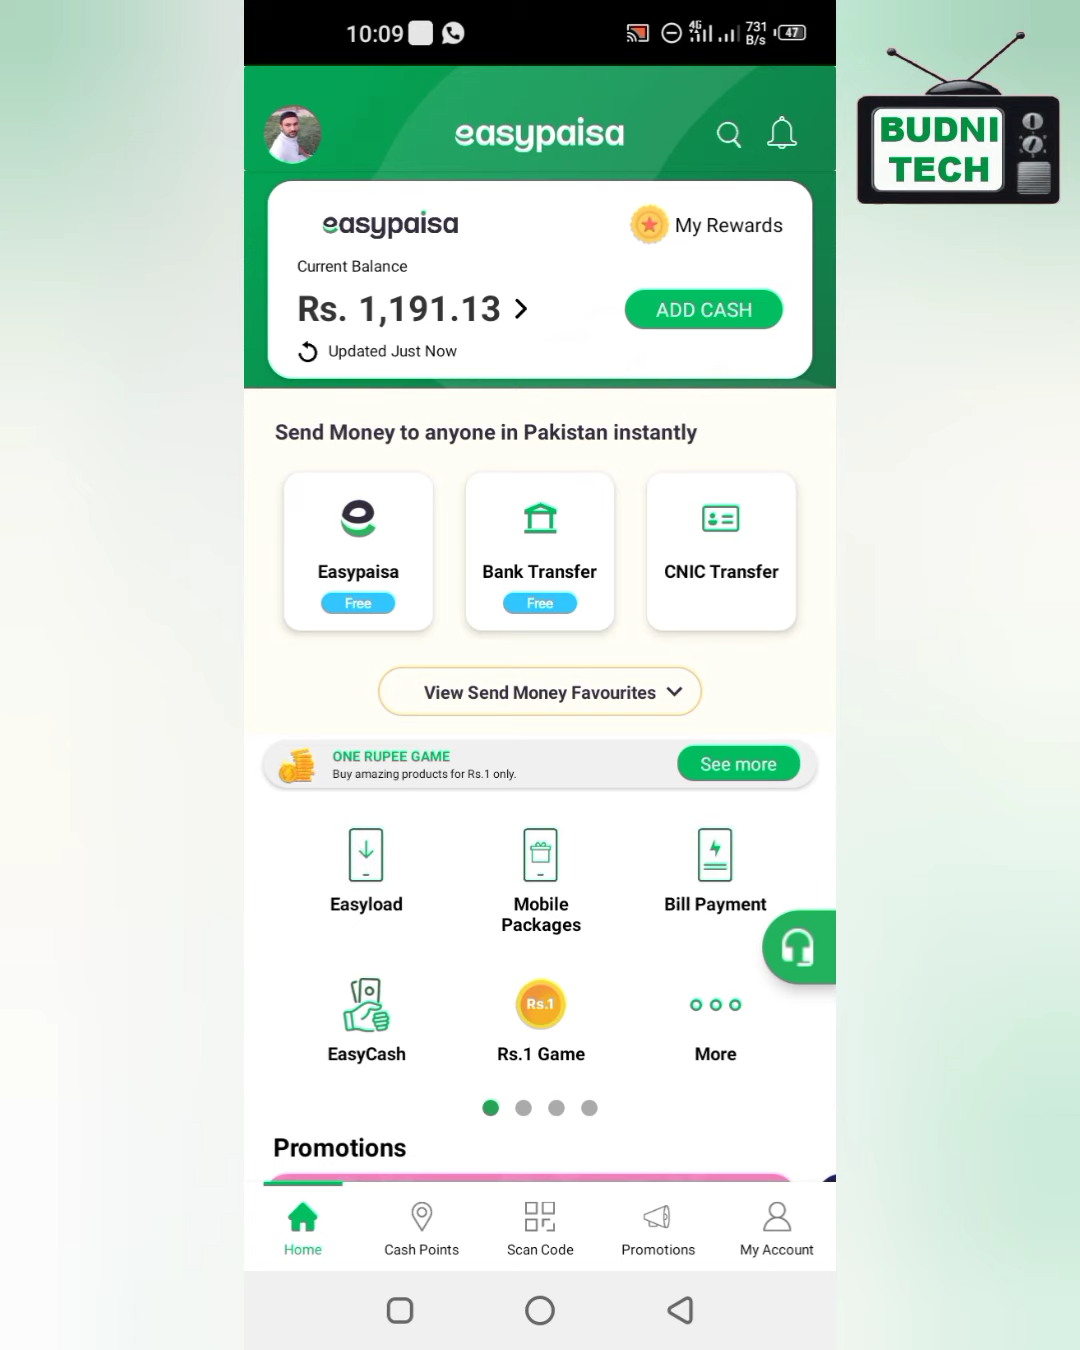 10:09
4G
731
B/s
47
BUDNI
TECH
easypaisa
easypaisa
My Rewards
Current Balance
Rs. 1,191.13
ADD CASH
Updated Just Now
Send Money to anyone in Pakistan instantly
Easypaisa
Bank Transfer
CNIC Transfer
Free
Free
View Send Money Favourites
ONE RUPEE GAME
Buy amazing products for Rs.1 only.
See more
Easyload
Mobile
Packages
Bill Payment
Rs.1
EasyCash
Rs.1 Game
More
Promotions
Home
Cash Points
Scan Code
Promotions
My Account